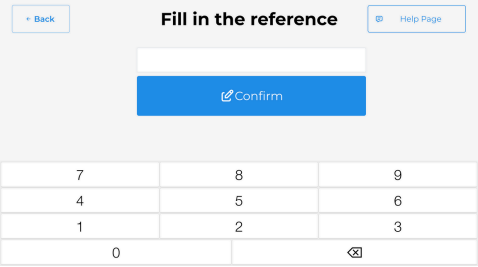 ← Back
Fill in the reference
Help Page
Confirm
7 8 9
4 5 6
1 2 3
0